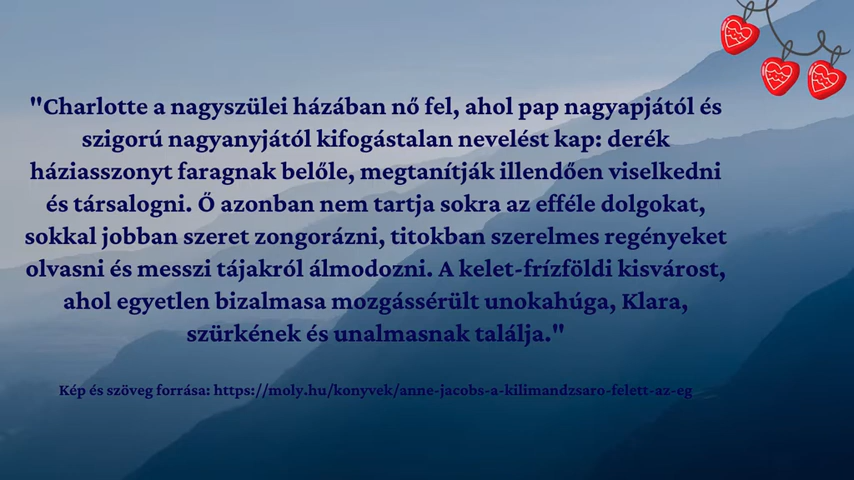 "Charlotte a nagyszülei házában nő fel, ahol pap nagyapjától és
szigorú nagyanyjától kifogástalan nevelést kap: derék
háziasszonyt faragnak belőle, megtanítják illendően viselkedni
és társalogni. Ő azonban nem tartja sokra az efféle dolgokat,
sokkal jobban szeret zongorázni, titokban szerelmes regényeket
olvasni és messzi tájakról álmodozni. A kelet-frízföldi kisvárost,
ahol egyetlen bizalmasa mozgássérült unokahúga, Klara,
szürkének és unalmasnak találja."
Kép és szöveg forrása: https://moly.hu/konyvek/anne-jacobs-a-kilimandzsaro-felett-az-eg